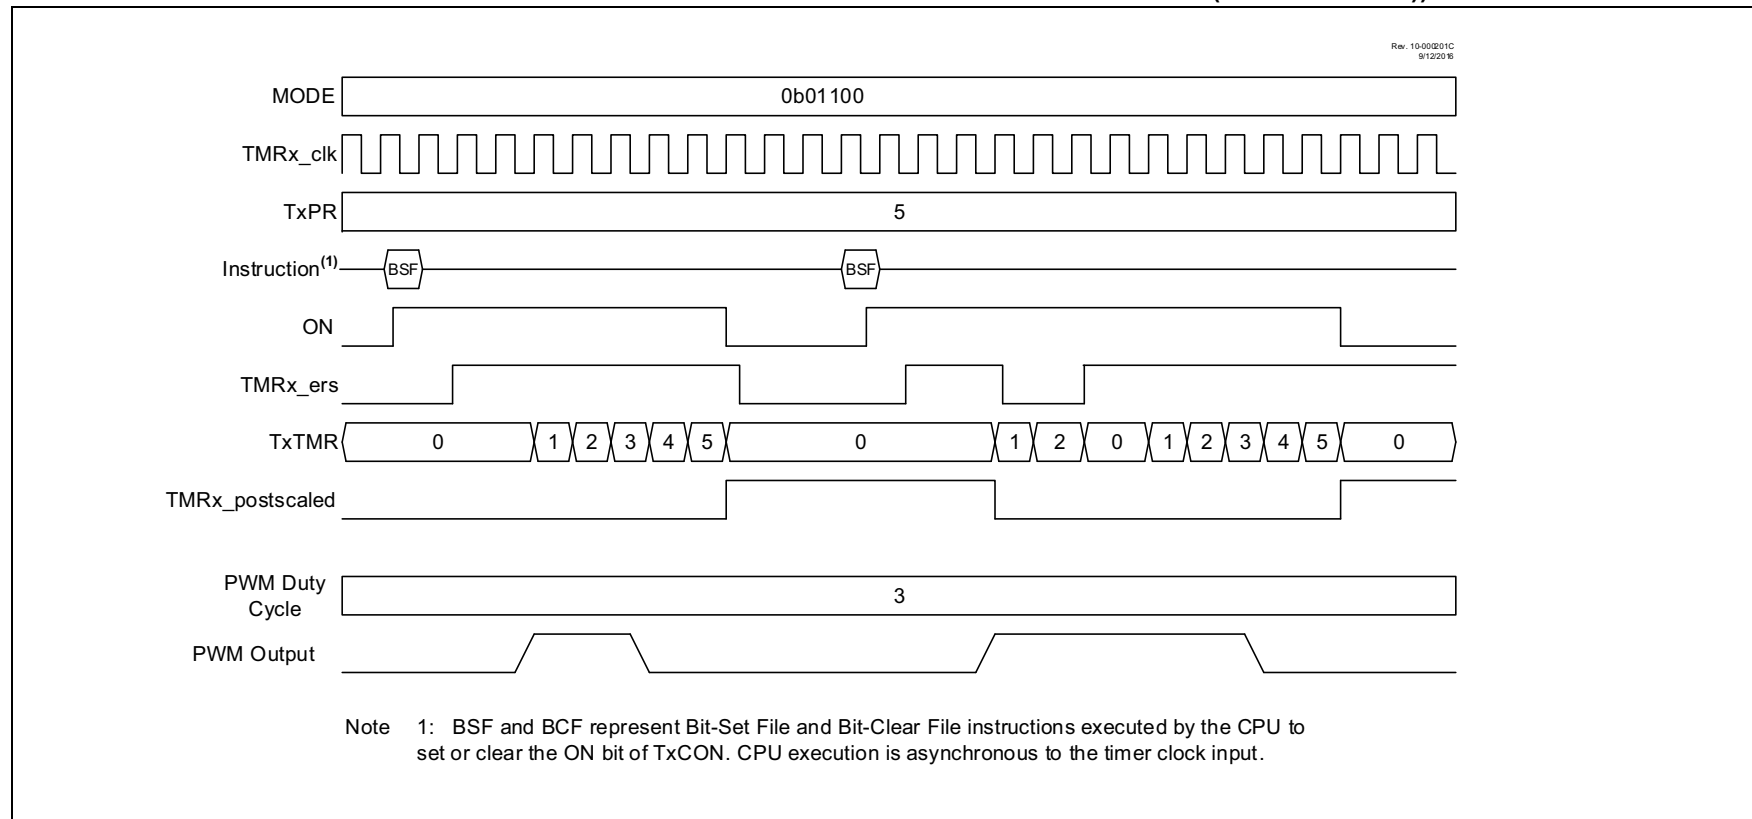 Rev. 10-000201C
9/12/2016
MODE 0b01100
TMRx_clk
TxPR 5
Instruction(1) BSF BSF
ON
TMRx_ers
TxTMR 0 1 2 3 4 5 0 1 2 0 1 2 3 4 5 0
TMRx_postscaled
PWM Duty
Cycle 3
PWM Output
Note 1: BSF and BCF represent Bit-Set File and Bit-Clear File instructions executed by the CPU to
set or clear the ON bit of TxCON. CPU execution is asynchronous to the timer clock input.